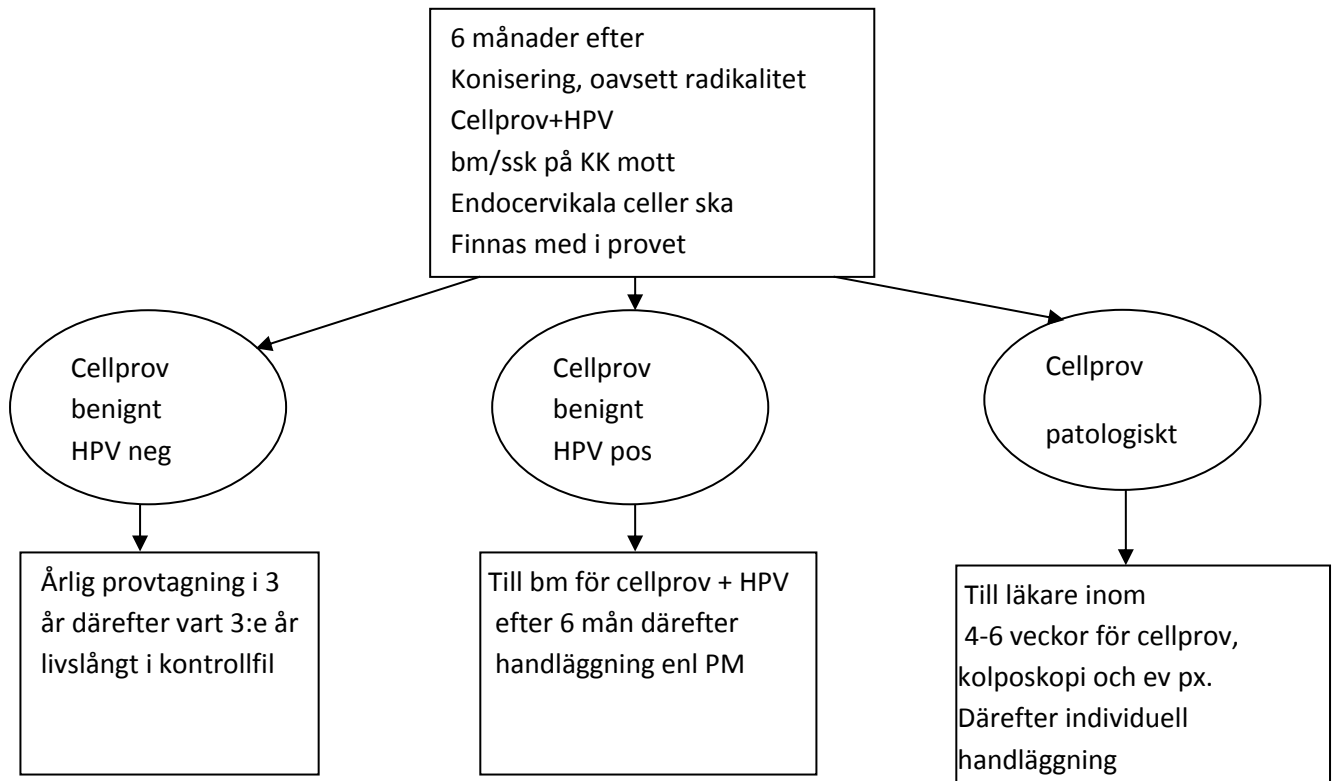 6 månader efter
Konisering, oavsett radikalitet
Cellprov+HPV
bm/ssk på KK mott
Endocervikala celler ska
Finnas med i provet
Cellprov
benignt
HPV neg
Cellprov
benignt
HPV pos
Cellprov
patologiskt
Årlig provtagning i 3
år därefter vart 3:e år
livslångt i kontrollfil
Till bm för cellprov + HPV
efter 6 mån därefter
handläggning enl PM
Till läkare inom
4-6 veckor för cellprov,
kolposkopi och ev px.
Därefter individuell
handläggning